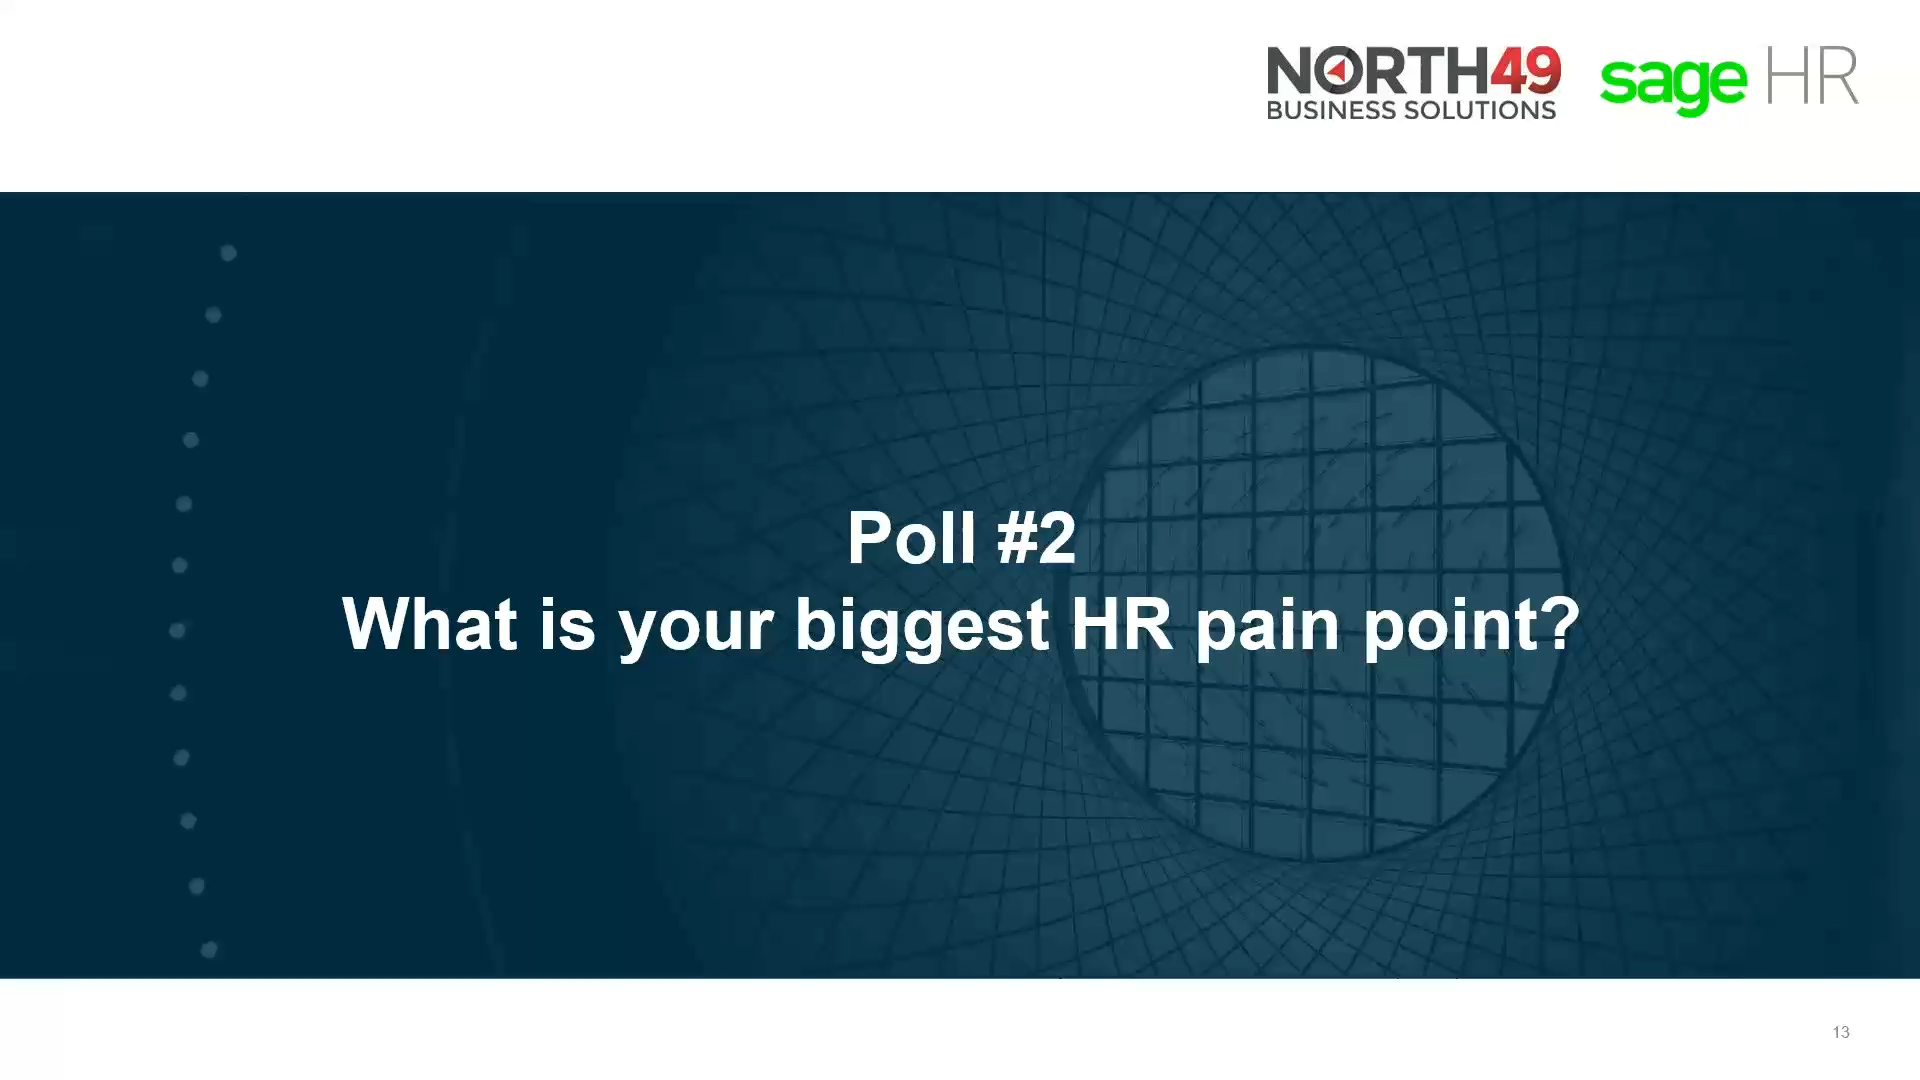 NORTH49
BUSINESS SOLUTIONS
sage HR
Poll #2
What is your biggest HR pain point?
13